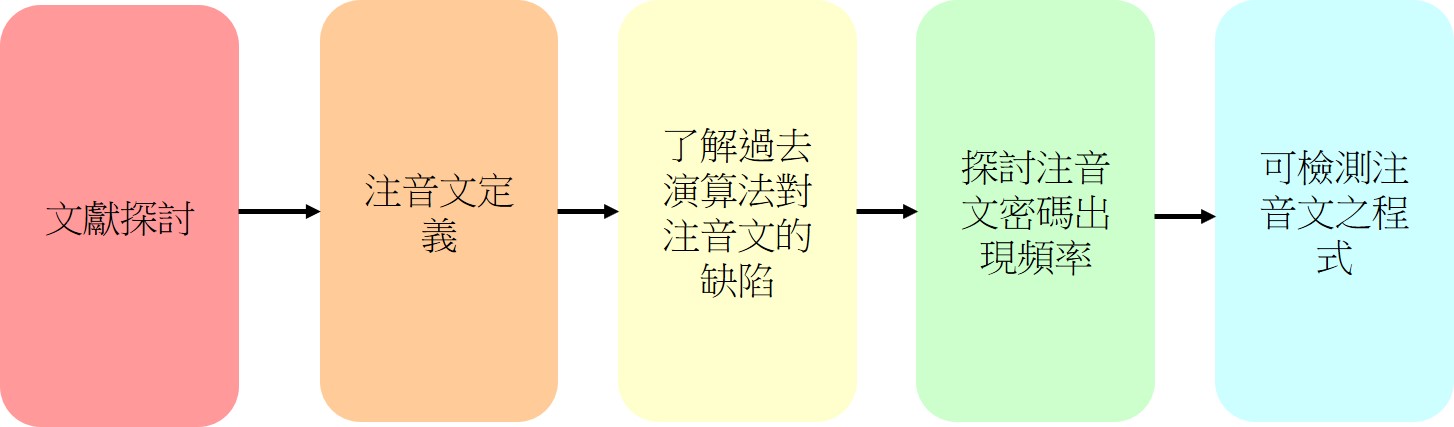 文獻探討
注音文定
義
了解過去
演算法對
注音文的
缺陷
探討注音
文密碼出
現頻率
可檢測注
音文之程
式